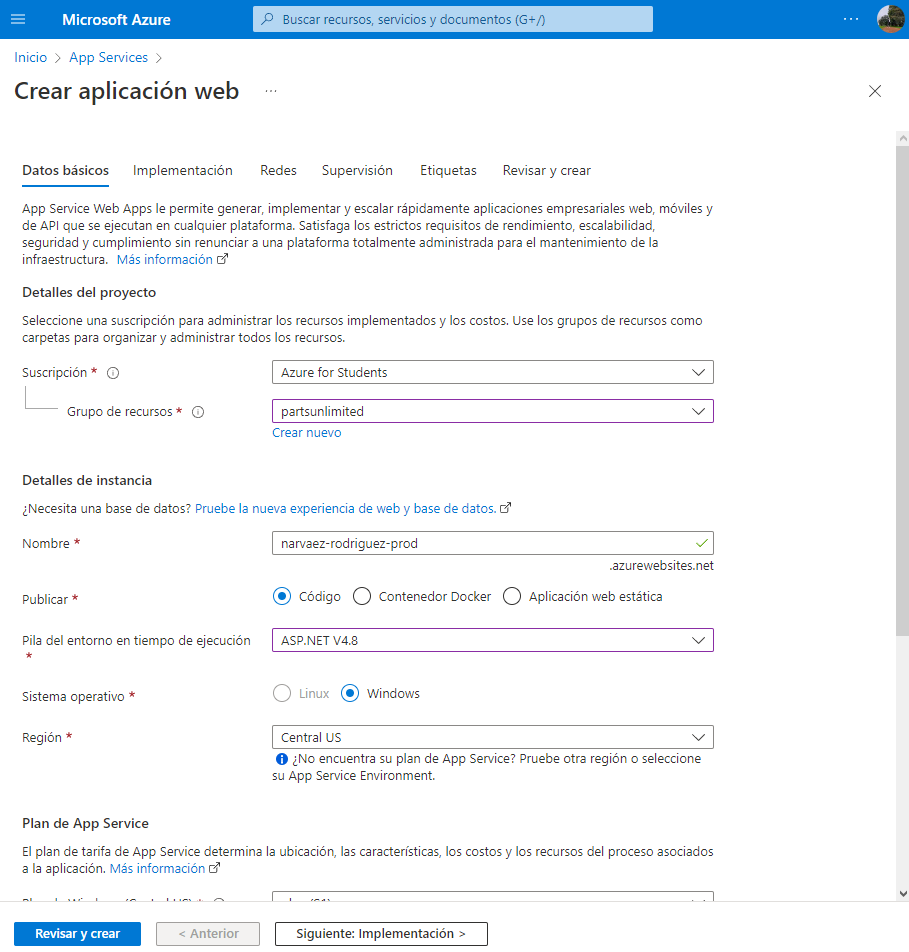 Microsoft Azure
Buscar recursos, servicios y documentos (G+/)
Inicio > App Services >
Crear aplicación web ...
Datos básicos Implementación Redes Supervisión Etiquetas Revisar y crear
App Service Web Apps le permite generar, implementar y escalar rápidamente aplicaciones empresariales web, móviles y
de API que se ejecutan en cualquier plataforma. Satisfaga los estrictos requisitos de rendimiento, escalabilidad,
seguridad y cumplimiento sin renunciar a una plataforma totalmente administrada para el mantenimiento de la
infraestructura. Más información
Detalles del proyecto
Seleccione una suscripción para administrar los recursos implementados y los costos. Use los grupos de recursos como
carpetas para organizar y administrar todos los recursos.
Suscripción * Azure for Students
Grupo de recursos * partsunlimited
Crear nuevo
Detalles de instancia
¿Necesita una base de datos? Pruebe la nueva experiencia de web y base de datos.
Nombre * narvaez-rodriguez-prod
.azurewebsites.net
Publicar * Código Contenedor Docker Aplicación web estática
Pila del entorno en tiempo de ejecución * ASP.NET V4.8
Sistema operativo * Linux Windows
Región * Central US
¿No encuentra su plan de App Service? Pruebe otra región o seleccione
su App Service Environment.
Plan de App Service
El plan de tarifa de App Service determina la ubicación, las características, los costos y los recursos del proceso asociados
a la aplicación. Más información
Revisar y crear < Anterior Siguiente: Implementación >